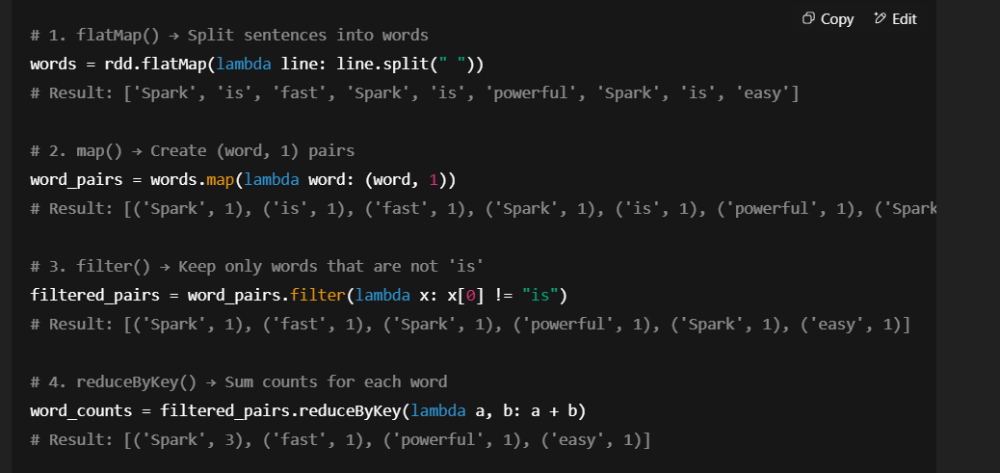 Copy Edit
# 1. flatMap() → Split sentences into words
words = rdd.flatMap(lambda line: line.split(" "))
# Result: ['Spark', 'is', 'fast', 'Spark', 'is', 'powerful', 'Spark', 'is', 'easy']
# 2. map() → Create (word, 1) pairs
word_pairs = words.map(lambda word: (word, 1))
# Result: [('Spark', 1), ('is', 1), ('fast', 1), ('Spark', 1), ('is', 1), ('powerful', 1), ('Spark
# 3. filter() → Keep only words that are not 'is'
filtered_pairs = word_pairs.filter(lambda x: x[0] != "is")
# Result: [('Spark', 1), ('fast', 1), ('Spark', 1), ('powerful', 1), ('Spark', 1), ('easy', 1)]
# 4. reduceByKey() → Sum counts for each word
word_counts = filtered_pairs.reduceByKey(lambda a, b: a + b)
# Result: [('Spark', 3), ('fast', 1), ('powerful', 1), ('easy', 1)]